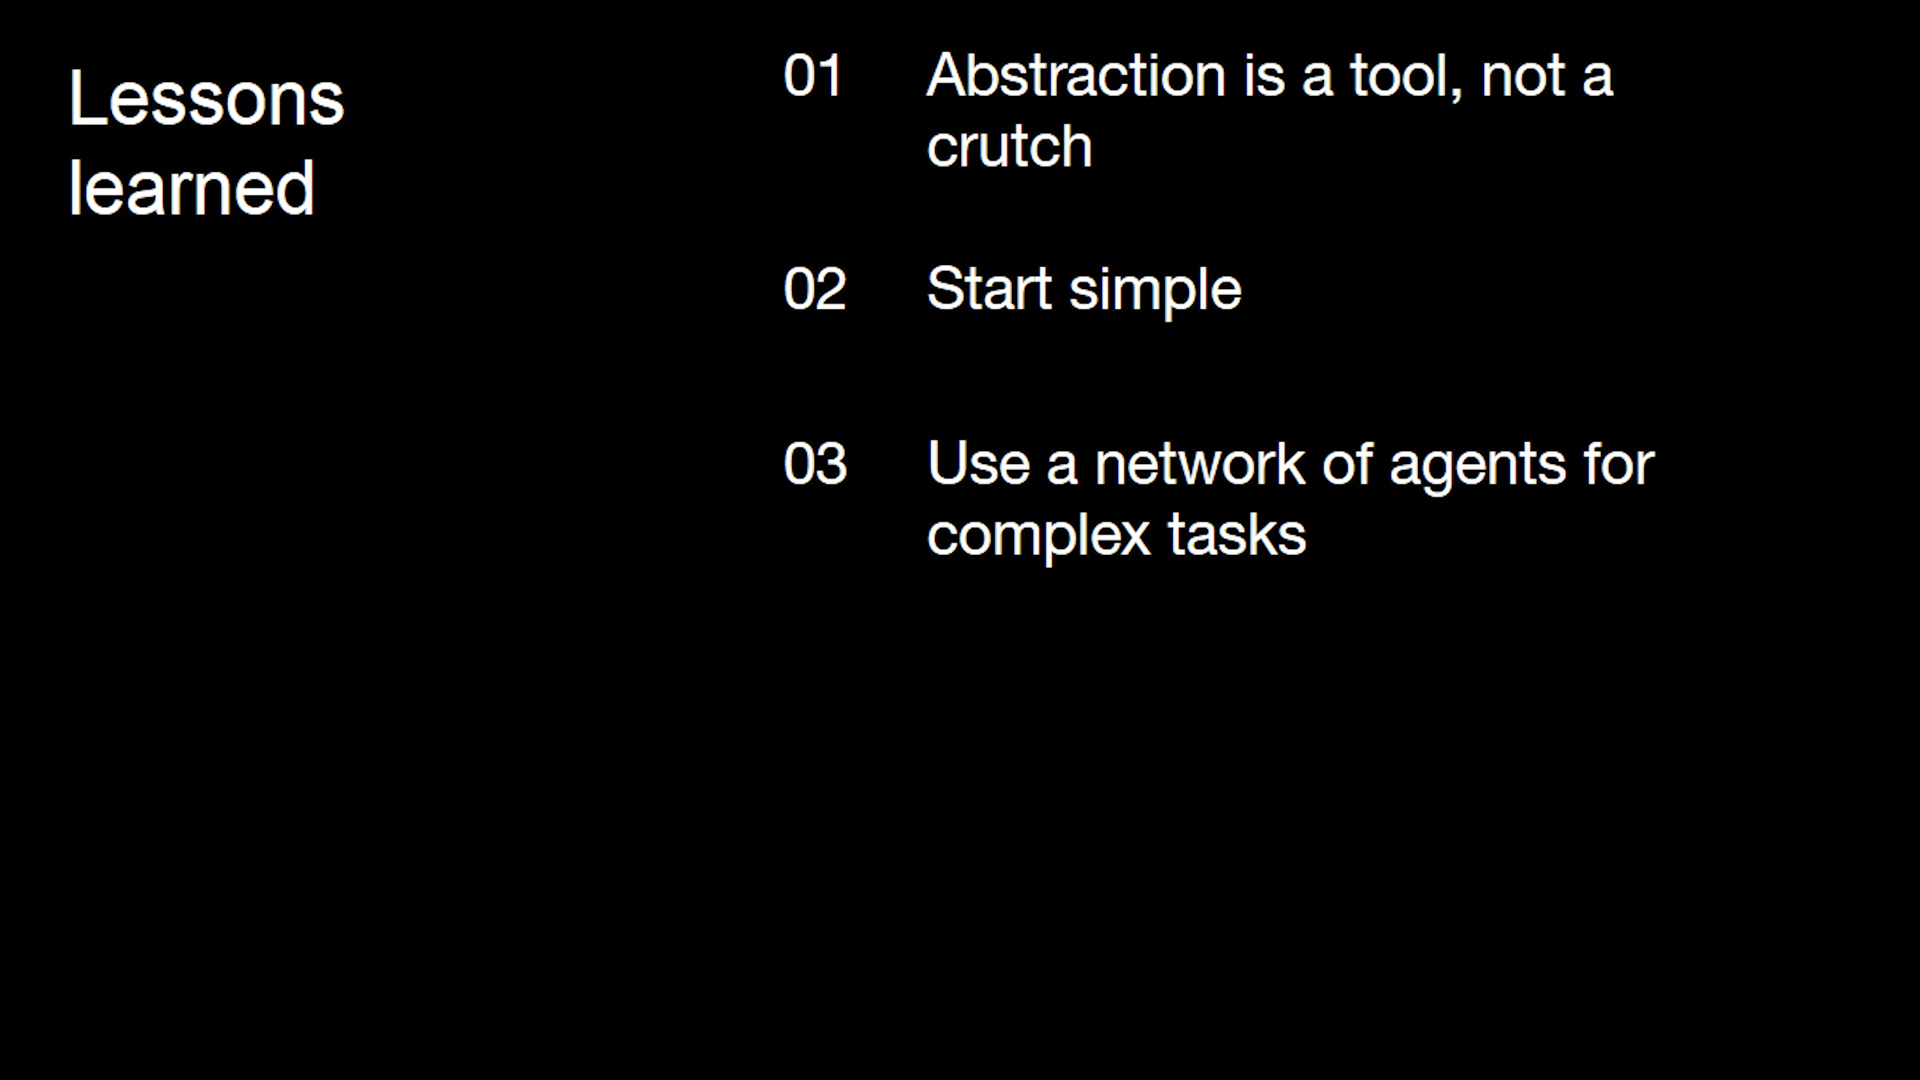 Lessons
learned
01 Abstraction is a tool, not a
crutch
02 Start simple
03 Use a network of agents for
complex tasks